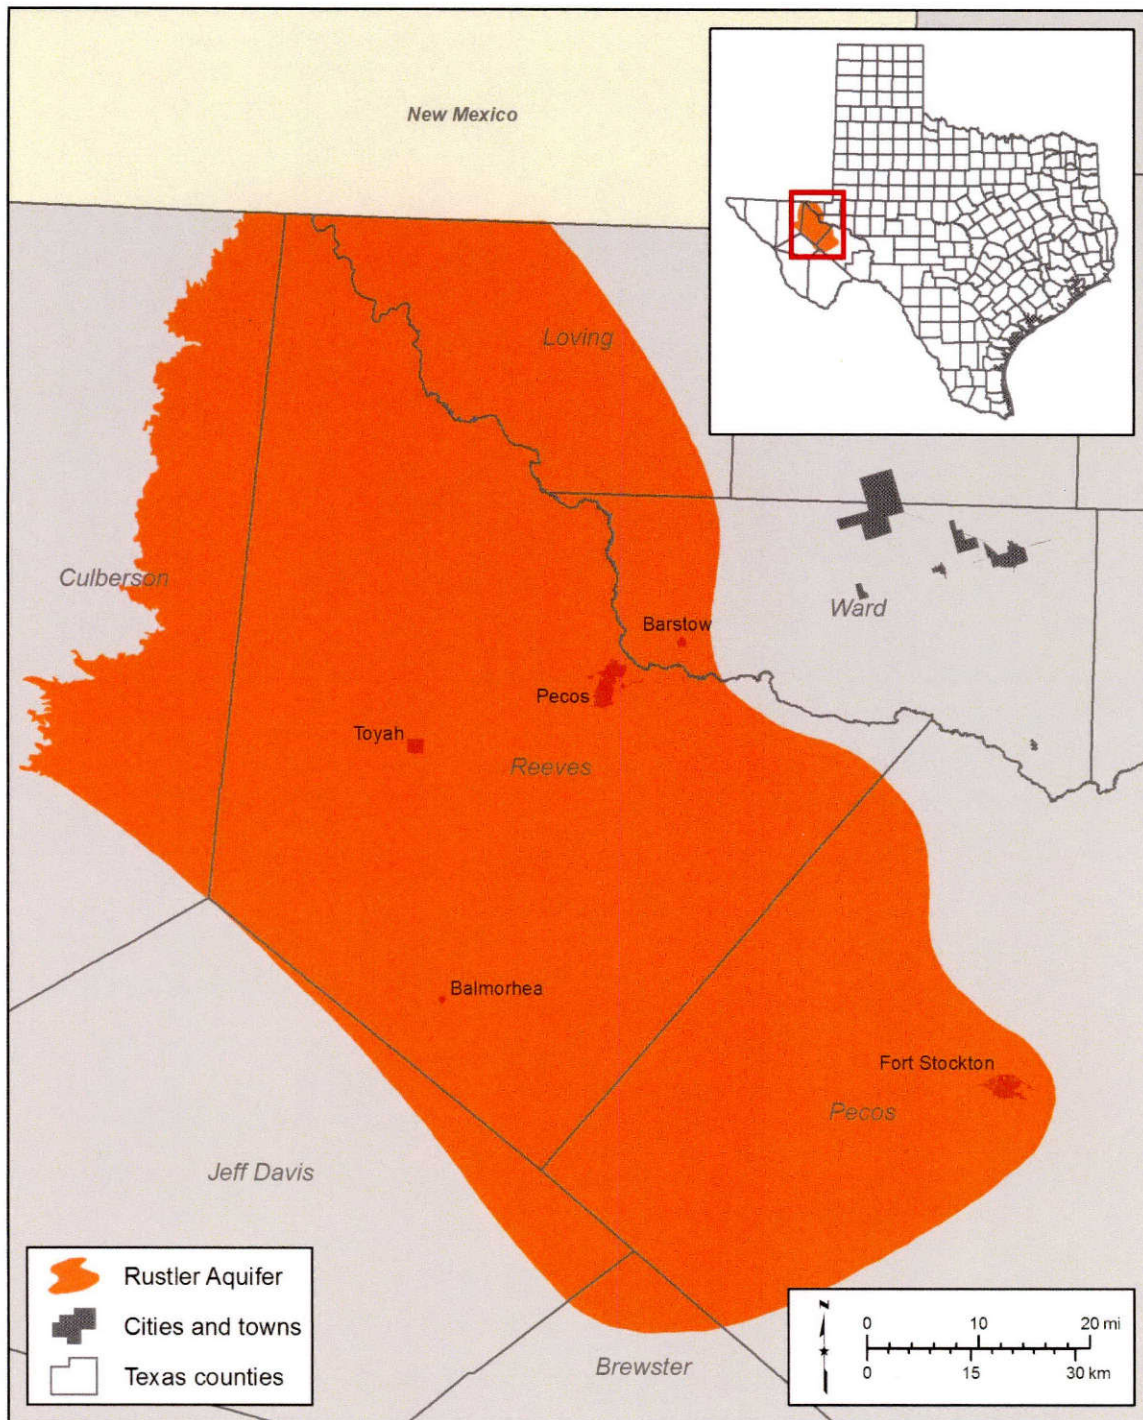 New Mexico
Loving
Culberson
Ward
Barstow
Pecos
Toyah
Reeves
Balmorhea
Fort Stockton
Pecos
Jeff Davis
Brewster
Rustler Aquifer
Cities and towns
Texas counties
N
0 10 20 mi
0 15 30 km